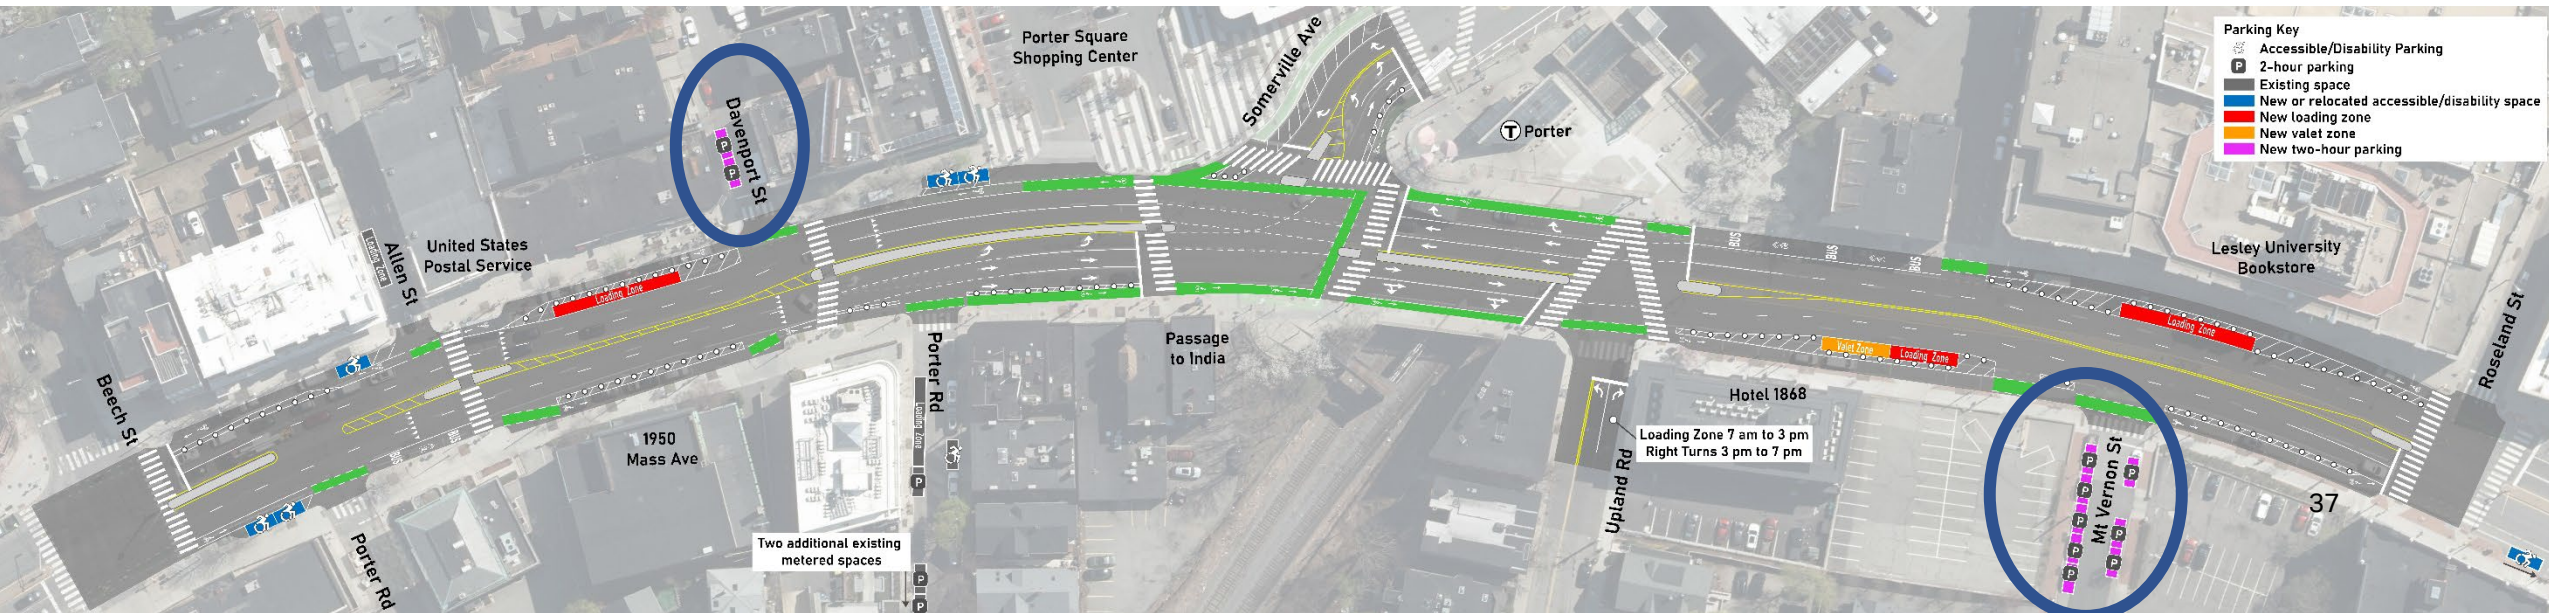 Porter Square
Shopping Center
Somerville Ave
T Porter
Parking Key
Accessible/Disability Parking
P 2-hour parking
Existing space
New or relocated accessible/disability space
New loading zone
New valet zone
New two-hour parking
Davenport St
P
P
Loading Zone
Allen St
United States
Postal Service
Loading Zone
BUS
BUS
BUS
Lesley University
Bookstore
Loading Zone
Roseland St
Beech St
BUS
BUS
1950
Mass Ave
Porter Rd
Loading Zone
P
Passage
to India
Valet Zone
Loading Zone
Hotel 1868
Upland Rd
Loading Zone 7 am to 3 pm
Right Turns 3 pm to 7 pm
Mt Vernon St
P
P
P
P
P
P
P
P
37
Porter Rd
Two additional existing
metered spaces
P
P